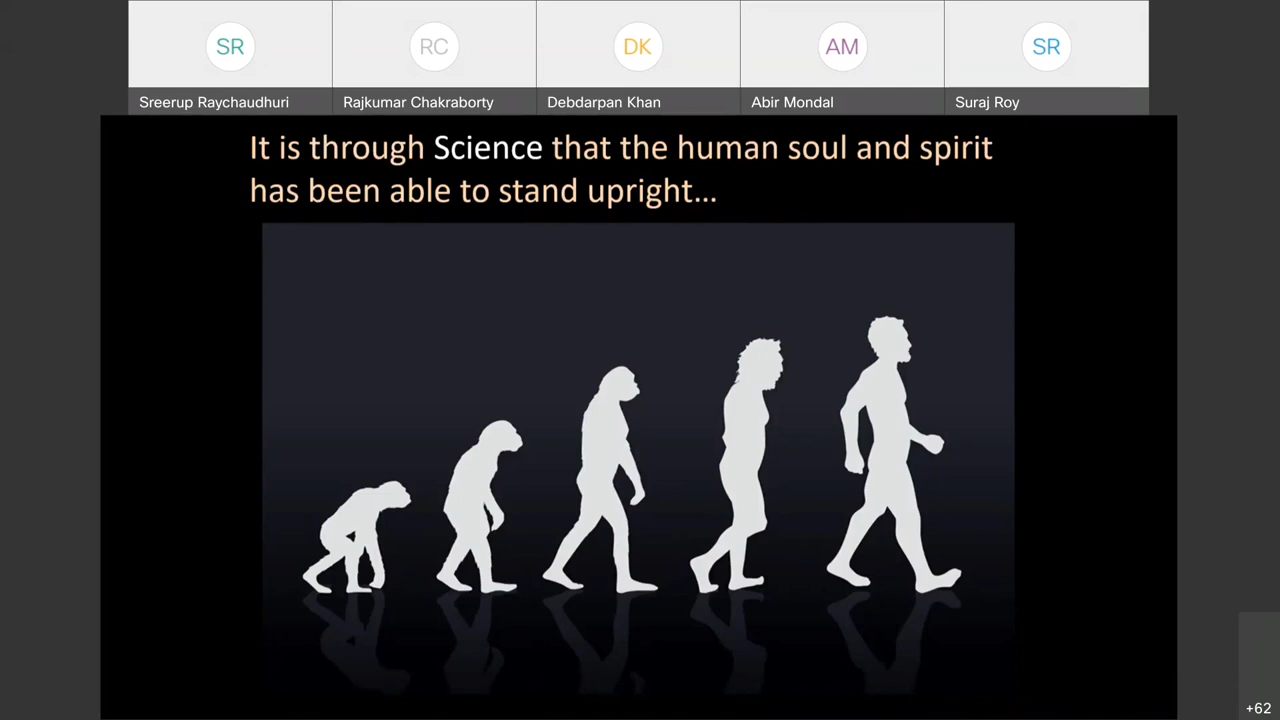 SR
RC
DK
AM
SR
Sreerup Raychaudhuri
Rajkumar Chakraborty
Debdarpan Khan
Abir Mondal
Suraj Roy
It is through Science that the human soul and spirit
has been able to stand upright...
+62